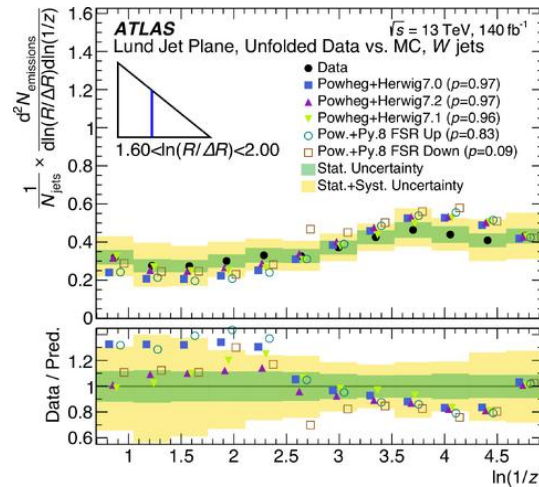 ATLAS
√s = 13 TeV, 140 fb⁻¹
Lund Jet Plane, Unfolded Data vs. MC, W jets
Data
Powheg+Herwig7.0 (p=0.97)
Powheg+Herwig7.2 (p=0.97)
Powheg+Herwig7.1 (p=0.96)
Pow.+Py.8 FSR Up (p=0.83)
Pow.+Py.8 FSR Down (p=0.09)
Stat. Uncertainty
Stat.+Syst. Uncertainty
1.60<ln(R/ΔR)<2.00
1/N_jets × d²N_emissions/dln(R/ΔR)dln(1/z)
1.6
1.4
1.2
1
0.8
0.6
0.4
0.2
0
Data / Pred.
1.4
1.2
1
0.8
0.6
1 1.5 2 2.5 3 3.5 4 4.5
ln(1/z)